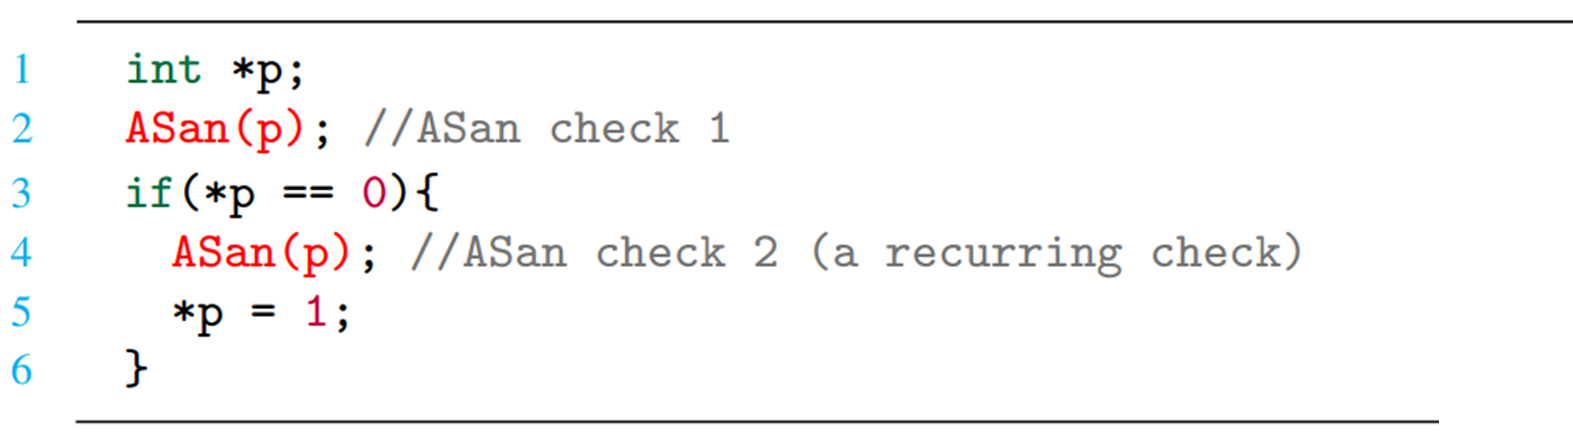 1 int *p;
2 ASan(p); //ASan check 1
3 if(*p == 0){
4 ASan(p); //ASan check 2 (a recurring check)
5 *p = 1;
6 }